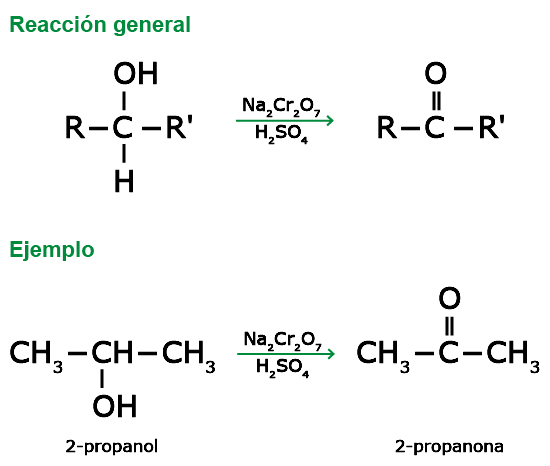 Reacción general
OH
R–C–R'
H
Na₂Cr₂O₇
H₂SO₄
O
R–C–R'
Ejemplo
CH₃–CH–CH₃
OH
2-propanol
Na₂Cr₂O₇
H₂SO₄
O
CH₃–C–CH₃
2-propanona